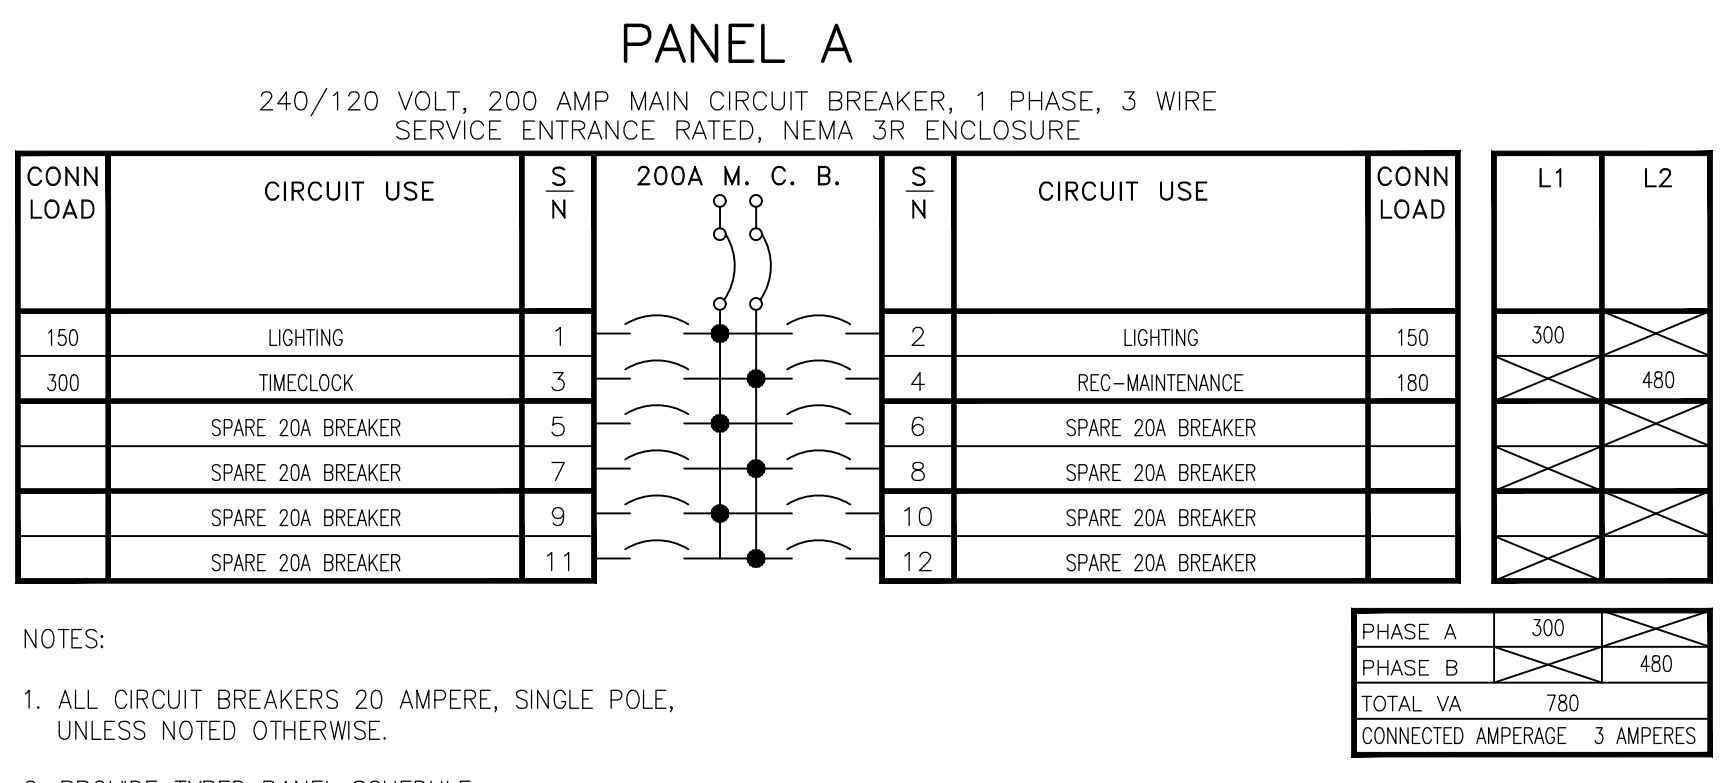 PANEL A
240/120 VOLT, 200 AMP MAIN CIRCUIT BREAKER, 1 PHASE, 3 WIRE
SERVICE ENTRANCE RATED, NEMA 3R ENCLOSURE
CONN LOAD CIRCUIT USE S/N 200A M. C. B. S/N CIRCUIT USE CONN LOAD L1 L2
150 LIGHTING 1 2 LIGHTING 150 300
300 TIMECLOCK 3 4 REC-MAINTENANCE 180 480
SPARE 20A BREAKER 5 6 SPARE 20A BREAKER
SPARE 20A BREAKER 7 8 SPARE 20A BREAKER
SPARE 20A BREAKER 9 10 SPARE 20A BREAKER
SPARE 20A BREAKER 11 12 SPARE 20A BREAKER
PHASE A 300
PHASE B 480
TOTAL VA 780
CONNECTED AMPERAGE 3 AMPERES
NOTES:
1. ALL CIRCUIT BREAKERS 20 AMPERE, SINGLE POLE,
UNLESS NOTED OTHERWISE.